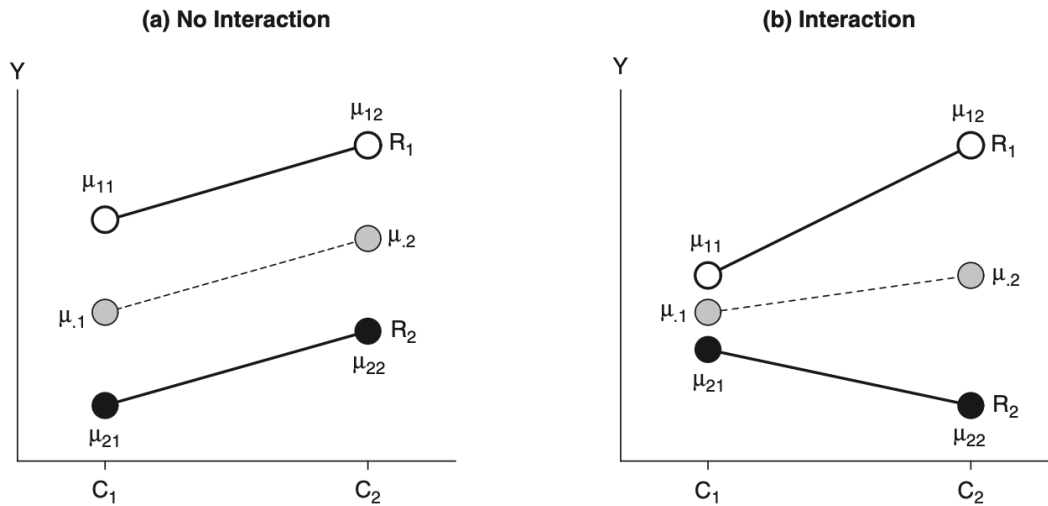 (a) No Interaction
Y
μ12
R1
μ11
μ.2
μ.1
R2
μ22
μ21
C1
C2
(b) Interaction
Y
μ12
R1
μ11
μ.2
μ.1
μ21
R2
μ22
C1
C2